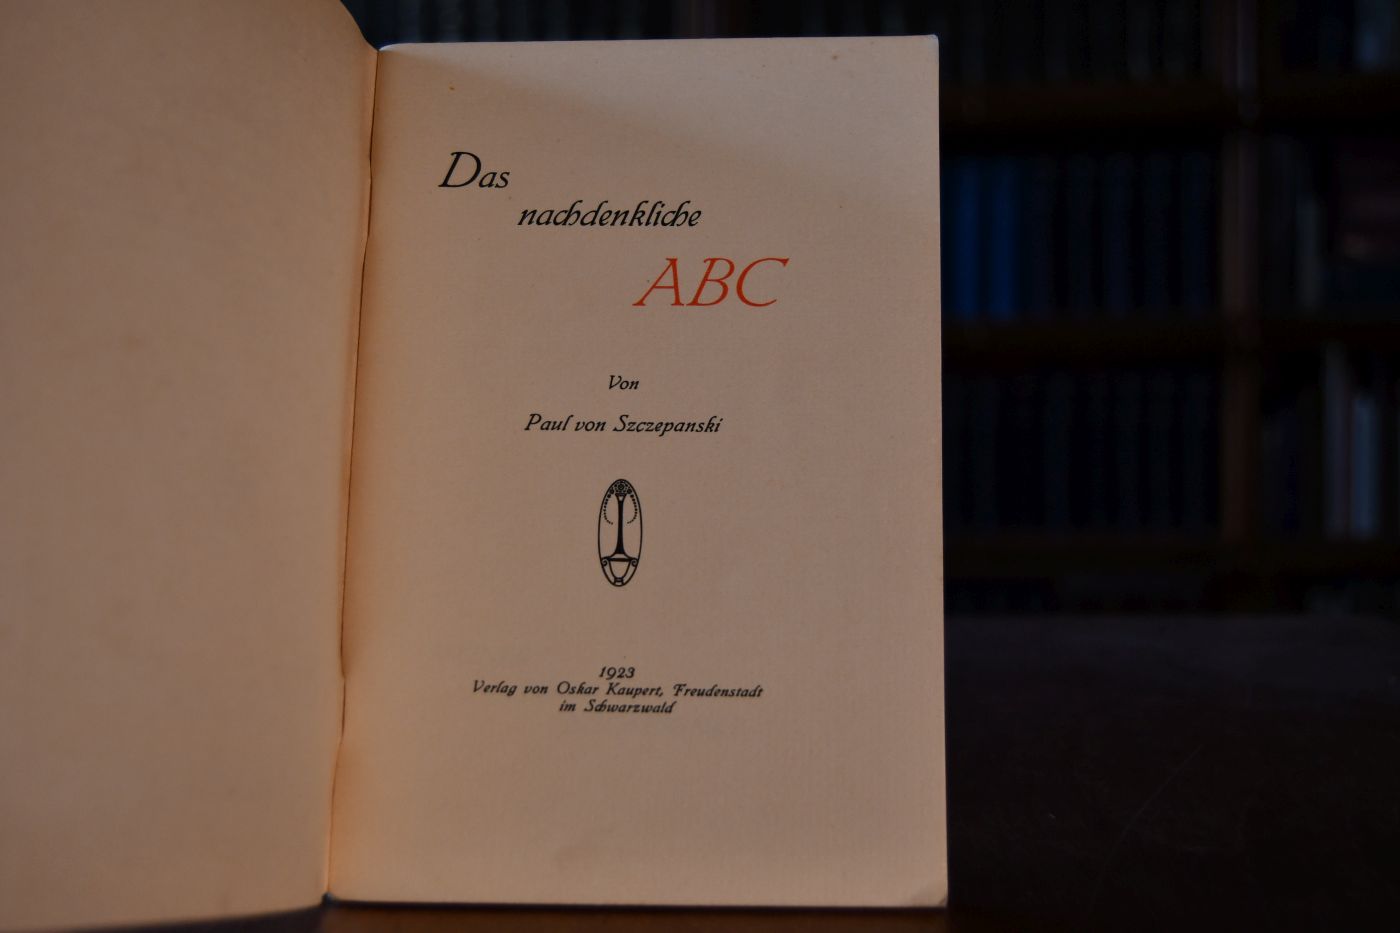 Das
nachdenkliche
ABC
Von
Paul von Szczepanski
1923
Verlag von Oskar Kaupert, Freudenstadt
im Schwarzwald